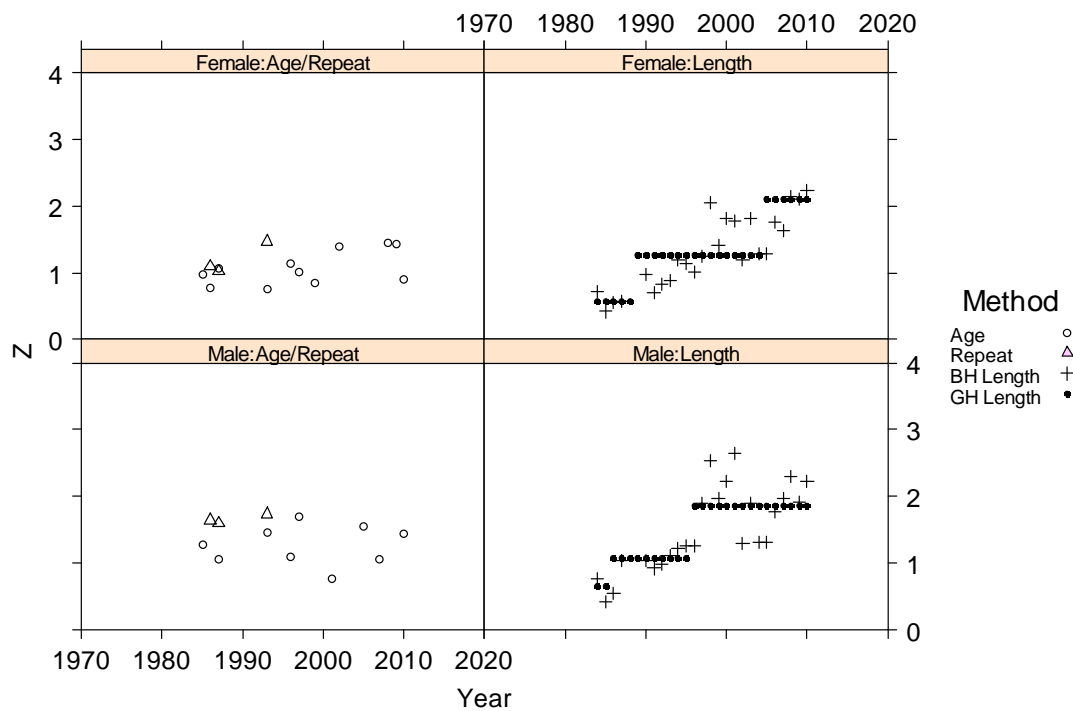 1970 1980 1990 2000 2010 2020
Female:Age/Repeat Female:Length
4
3
2
1
0
Male:Age/Repeat Male:Length
4
3
2
1
0
1970 1980 1990 2000 2010 2020
Year
Z
Method
Age
Repeat
BH Length
GH Length